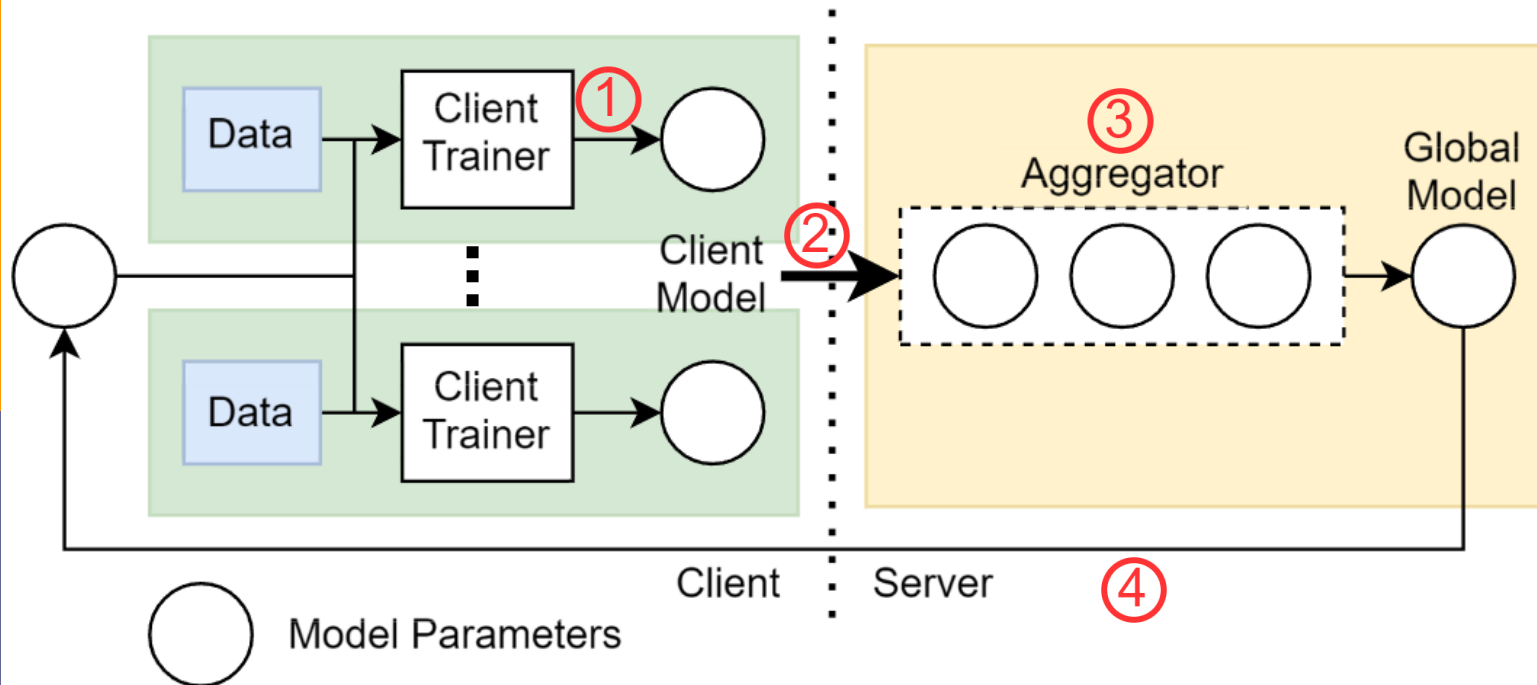 ①
Data
Client
Trainer
③
Aggregator
Global
Model
②
Client
Model
Data
Client
Trainer
Client
Server
④
Model Parameters